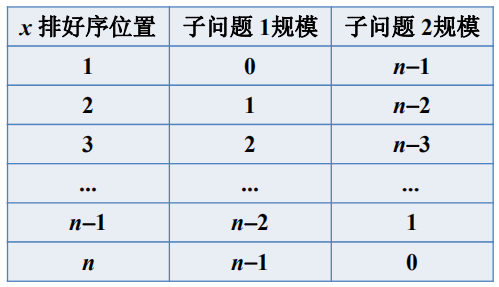 x 排好序位置 子问题 1规模 子问题 2规模
1 0 n–1
2 1 n–2
3 2 n–3
... ... ...
n–1 n–2 1
n n–1 0